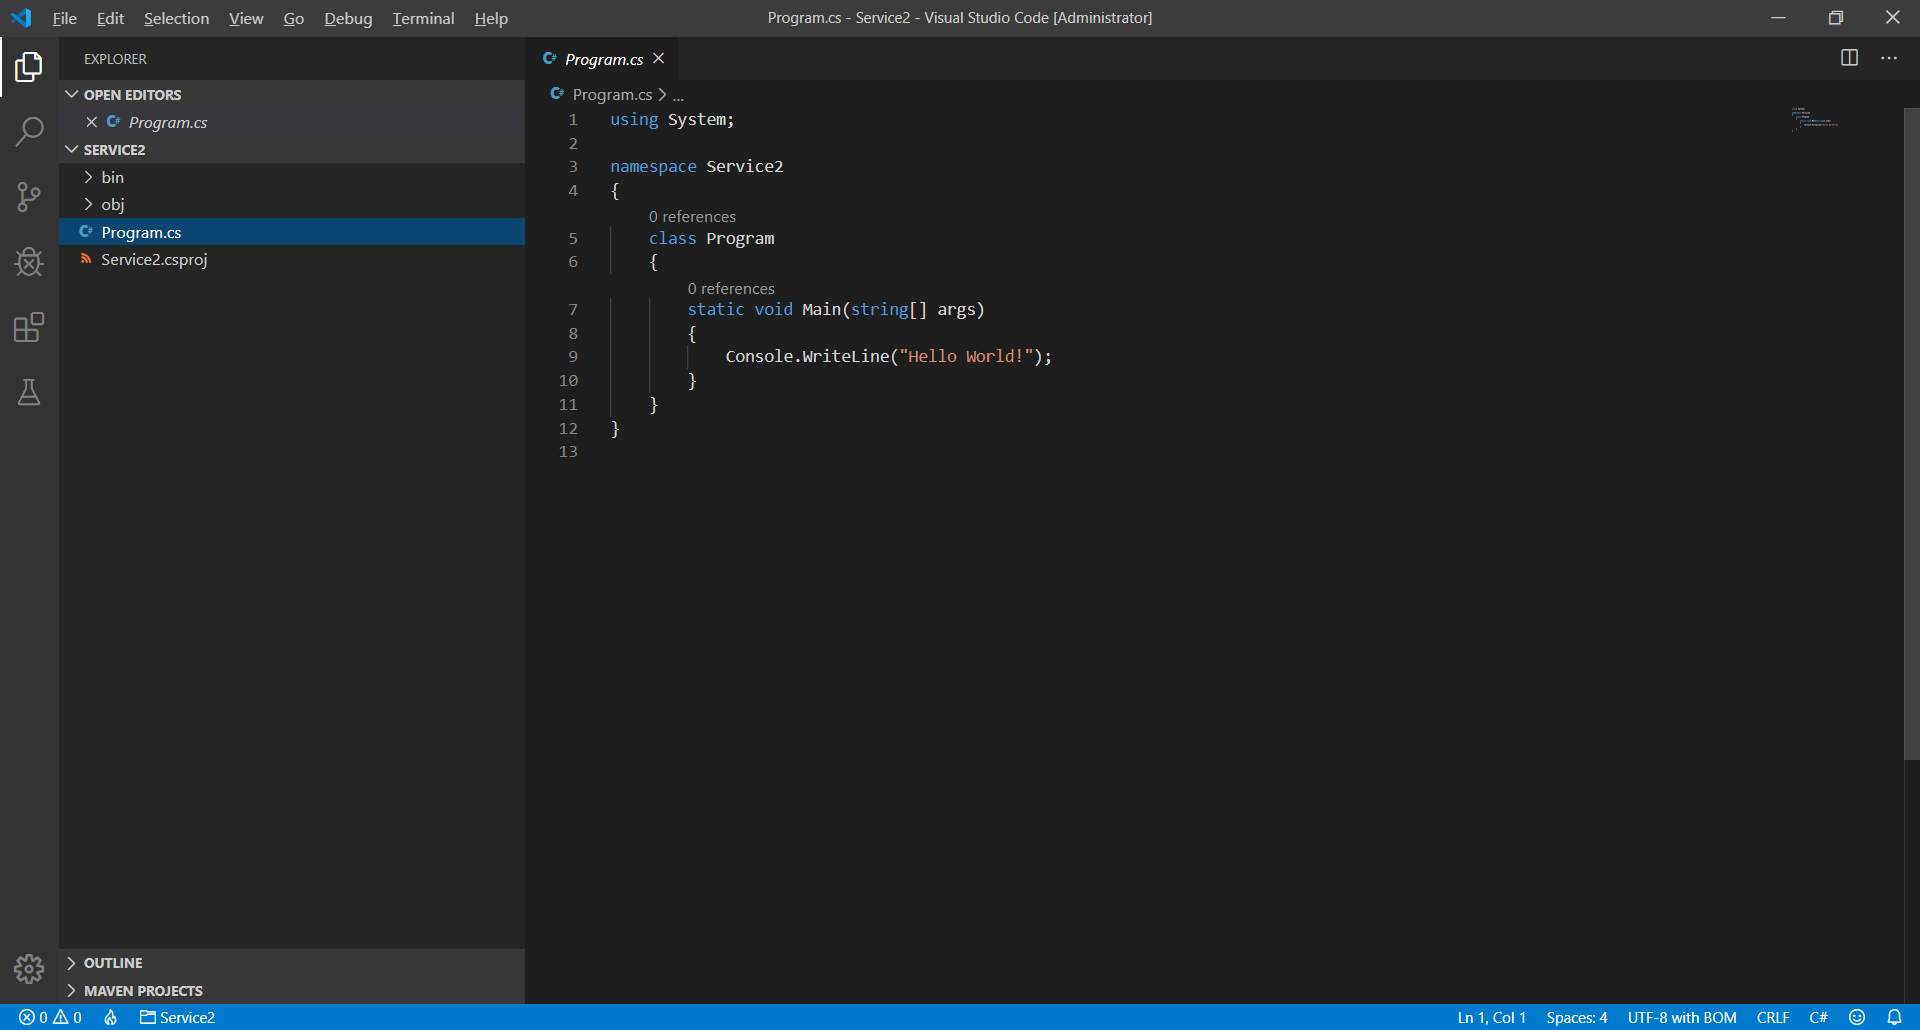 File Edit Selection View Go Debug Terminal Help
Program.cs - Service2 - Visual Studio Code [Administrator]
EXPLORER
OPEN EDITORS
C# Program.cs
SERVICE2
bin
obj
C# Program.cs
Service2.csproj
OUTLINE
MAVEN PROJECTS
C# Program.cs
C# Program.cs > ...
1 using System;
2
3 namespace Service2
4 {
0 references
5 class Program
6 {
0 references
7 static void Main(string[] args)
8 {
9 Console.WriteLine("Hello World!");
10 }
11 }
12 }
13
0 0 Service2
Ln 1, Col 1 Spaces: 4 UTF-8 with BOM CRLF C#